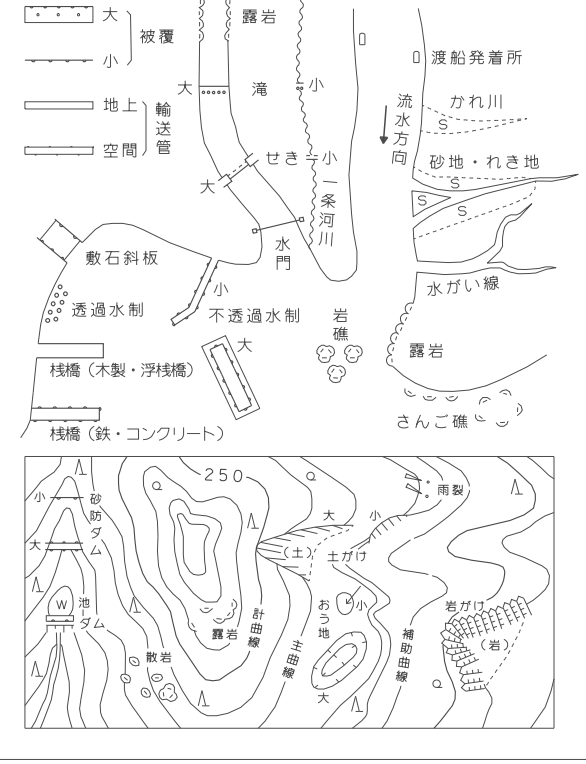 大
被覆
小
地上
輸送管
空間
露岩
大
滝
小
せき
小
大
一条河川
水門
流水方向
渡船発着所
かれ川
S
砂地・れき地
S
S
S
水がい線
敷石斜板
小
透過水制
不透過水制
大
岩礁
露岩
さんご礁
桟橋（木製・浮桟橋）
桟橋（鉄・コンクリート）
250
小
砂防ダム
大
W
池
ダム
散岩
露岩
計曲線
主曲線
大
小
（土）
土がけ
雨裂
おう地
小
大
補助曲線
岩がけ
（岩）